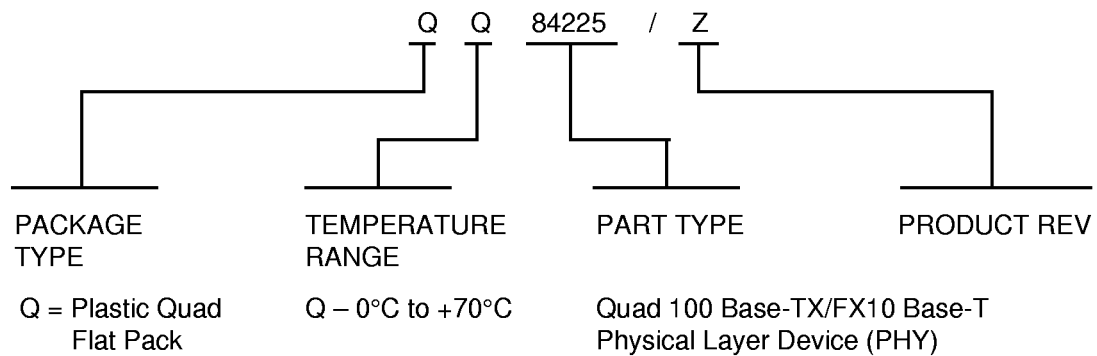 Q Q 84225 / Z
PACKAGE TYPE
TEMPERATURE RANGE
PART TYPE
PRODUCT REV
Q = Plastic Quad Flat Pack
Q – 0°C to +70°C
Quad 100 Base-TX/FX10 Base-T
Physical Layer Device (PHY)